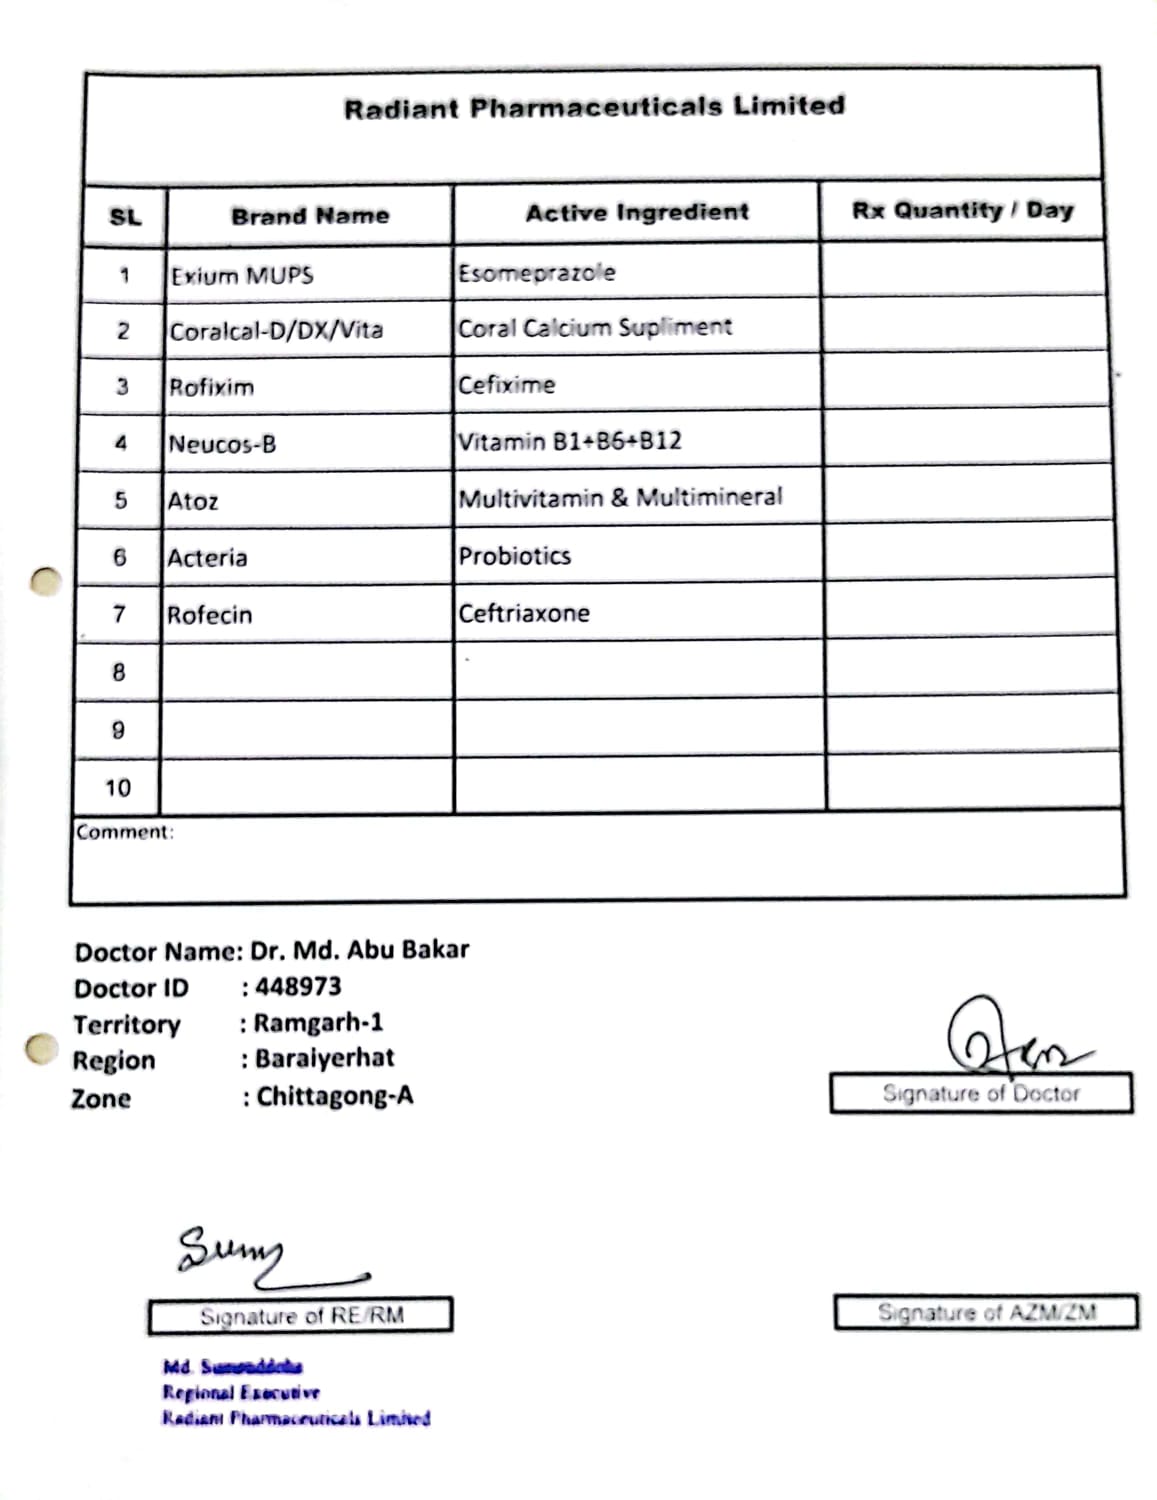 Radiant Pharmaceuticals Limited
SL Brand Name Active Ingredient Rx Quantity / Day
1 Exium MUPS Esomeprazole
2 Coralcal-D/DX/Vita Coral Calcium Supliment
3 Rofixim Cefixime
4 Neucos-B Vitamin B1+B6+B12
5 Atoz Multivitamin & Multimineral
6 Acteria Probiotics
7 Rofecin Ceftriaxone
8
9
10
Comment:
Doctor Name: Dr. Md. Abu Bakar
Doctor ID : 448973
Territory : Ramgarh-1
Region : Baraiyerhat
Zone : Chittagong-A
Signature of Doctor
Signature of RE/RM Signature of AZM/ZM
Md.
Regional Executive
Radiant Pharmaceuticals Limited